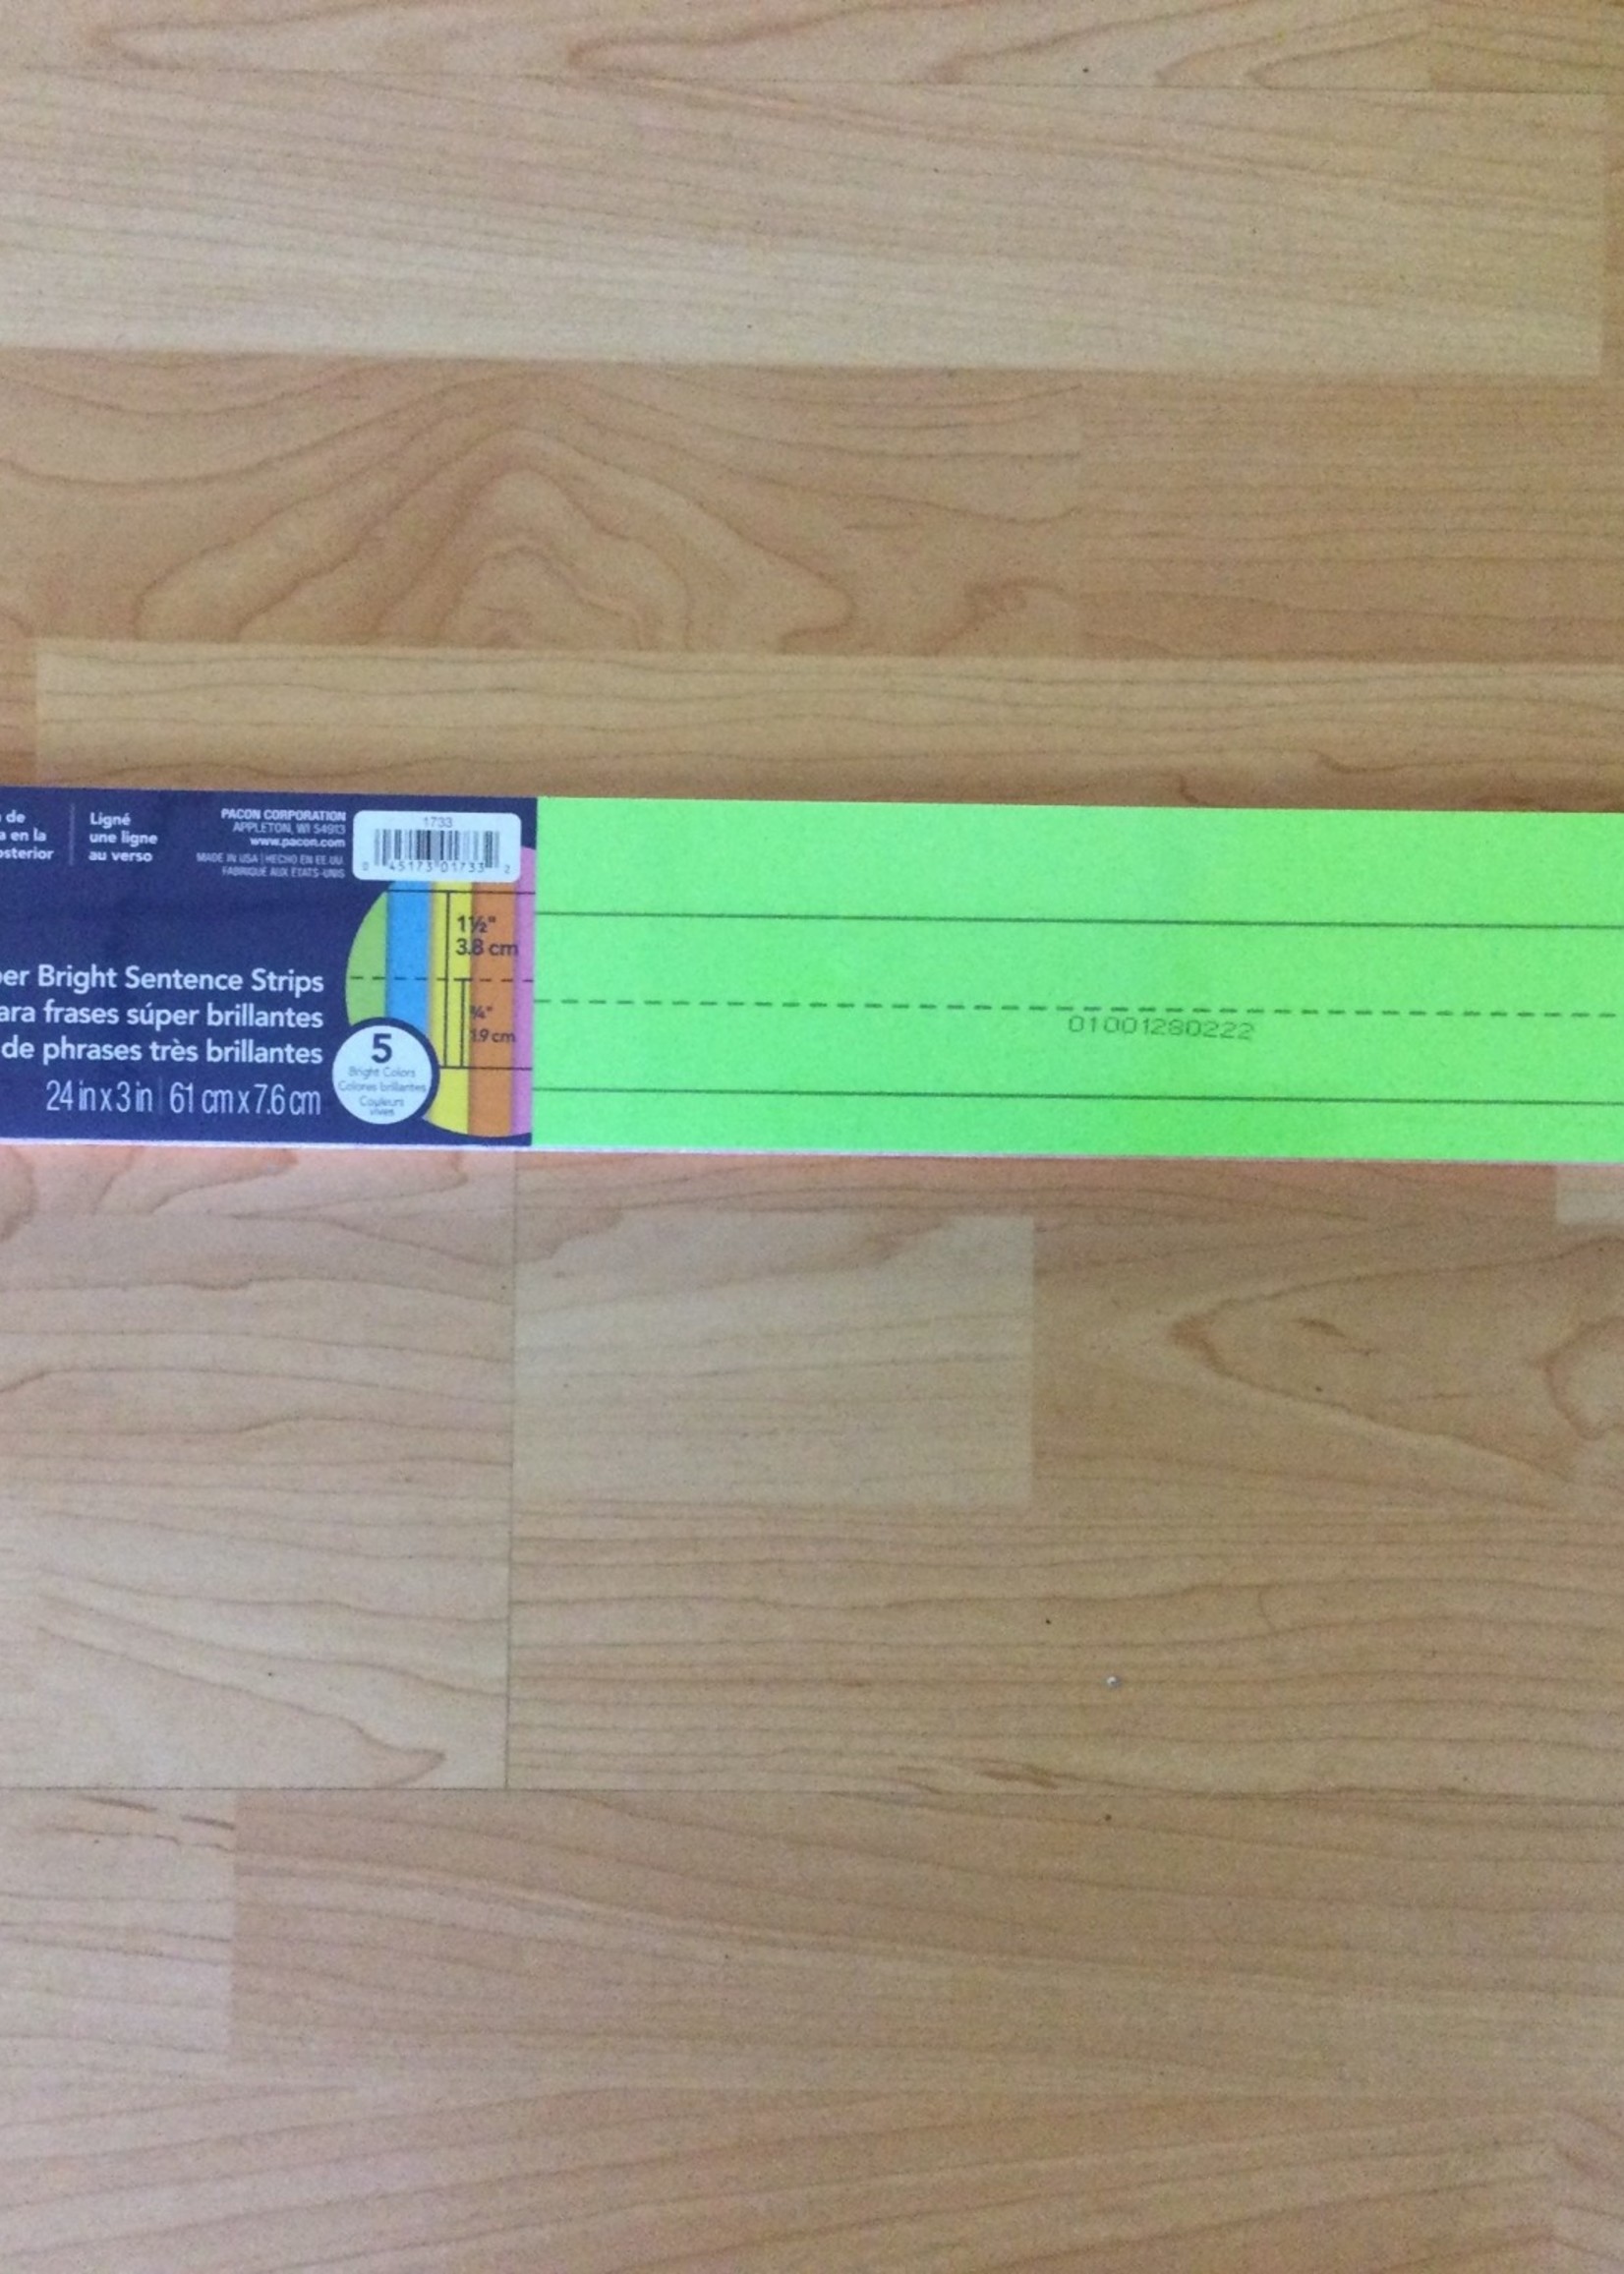 de
a en la
osterior
Ligné
une ligne
au verso
PACON CORPORATION
APPLETON, WI 54913
www.pacon.com
MADE IN USA | HECHO EN EE.UU.
FABRIQUÉ AUX ÉTATS-UNIS
1733
0 45173 01733 2
1½"
3.8 cm
¾"
1.9 cm
er Bright Sentence Strips
ara frases súper brillantes
de phrases très brillantes
24 in x 3 in | 61 cm x 7.6 cm
5
Bright Colors
Colores brillantes
Couleurs
vives
01001280222